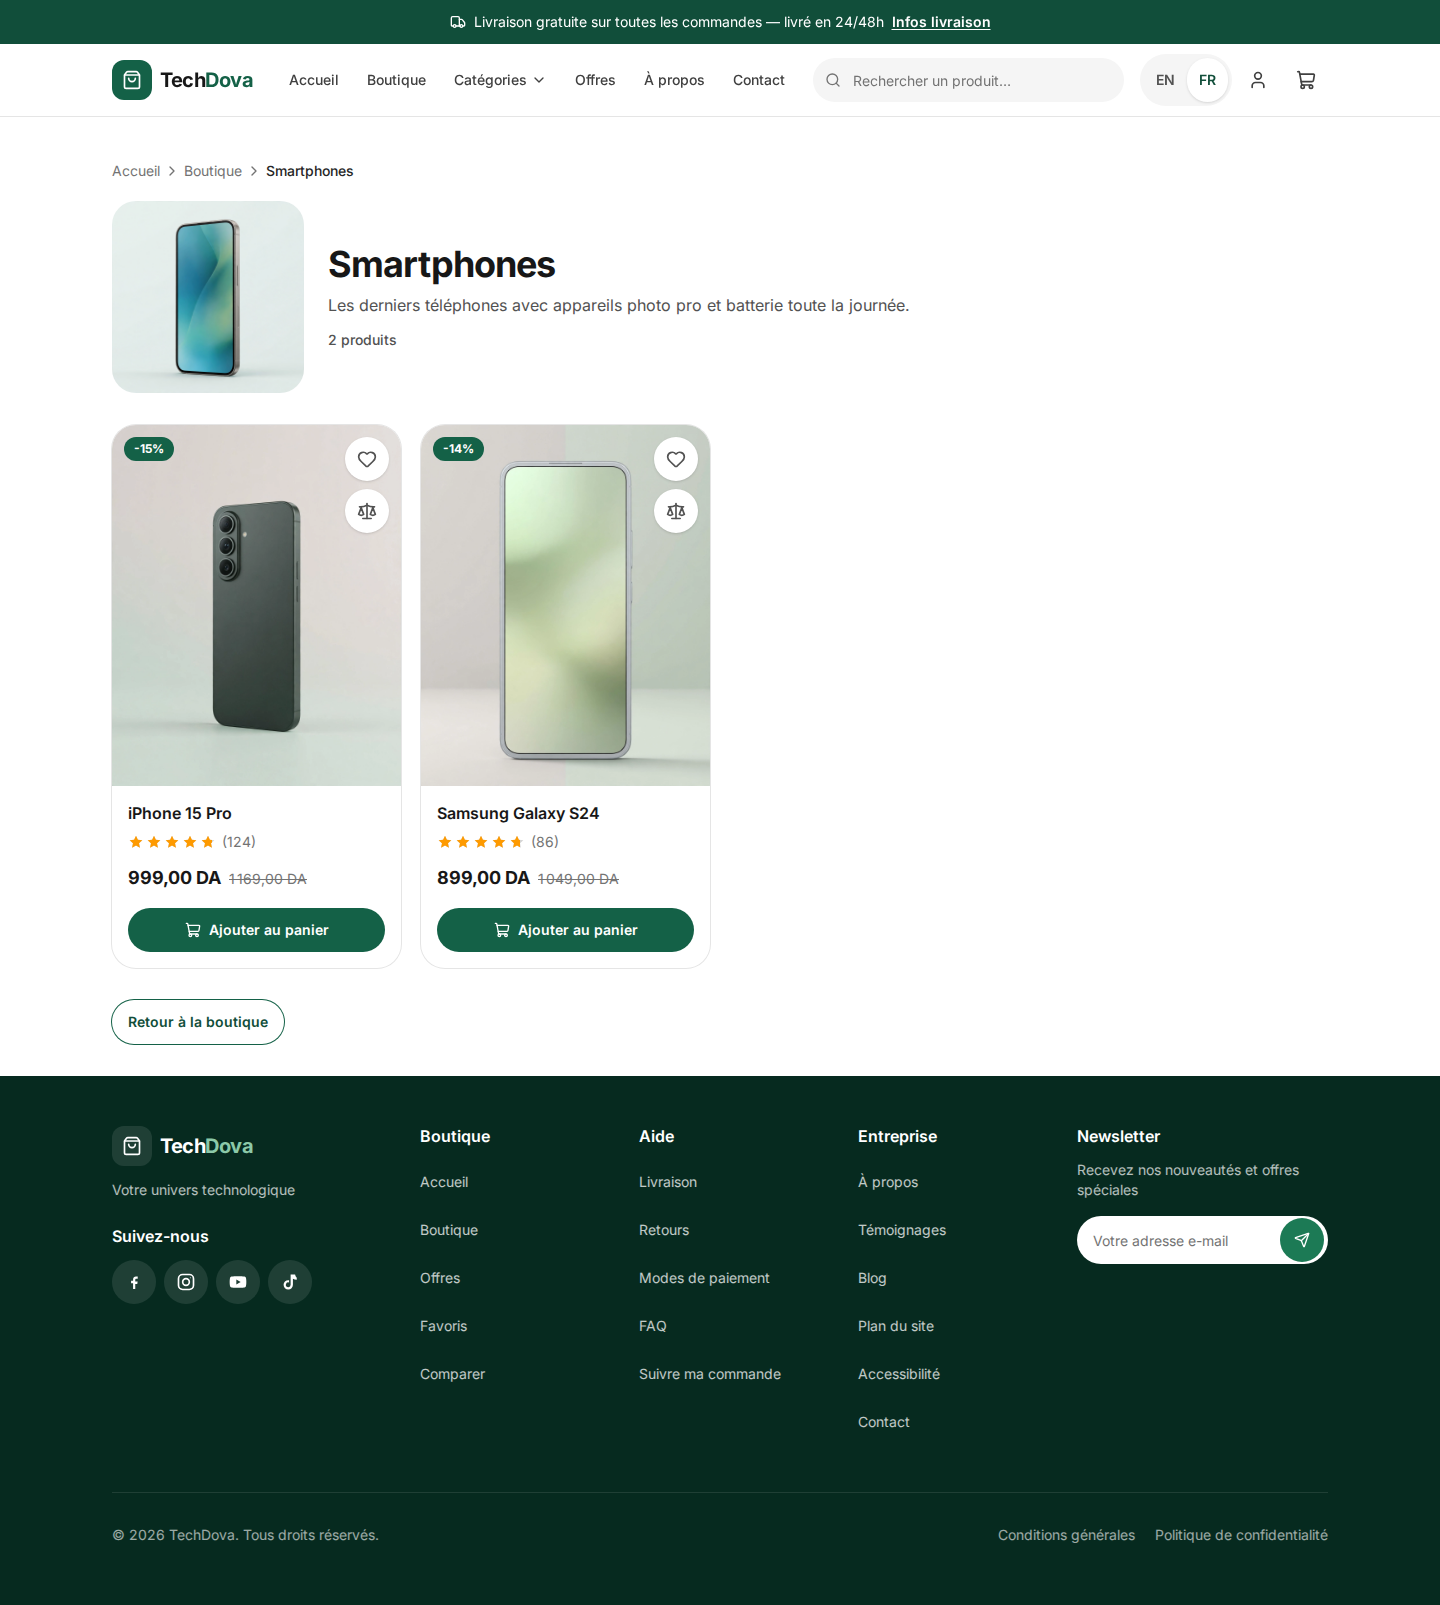 Livraison gratuite sur toutes les commandes — livré en 24/48h Infos livraison
TechDova Accueil Boutique Catégories Offres À propos Contact Rechercher un produit... EN FR
Accueil Boutique Smartphones
Smartphones
Les derniers téléphones avec appareils photo pro et batterie toute la journée.
2 produits
-15%
iPhone 15 Pro
(124)
999,00 DA 1 169,00 DA
Ajouter au panier
-14%
Samsung Galaxy S24
(86)
899,00 DA 1 049,00 DA
Ajouter au panier
Retour à la boutique
TechDova
Votre univers technologique
Suivez-nous
Boutique
Accueil
Boutique
Offres
Favoris
Comparer
Aide
Livraison
Retours
Modes de paiement
FAQ
Suivre ma commande
Entreprise
À propos
Témoignages
Blog
Plan du site
Accessibilité
Contact
Newsletter
Recevez nos nouveautés et offres
spéciales
Votre adresse e-mail
© 2026 TechDova. Tous droits réservés.
Conditions générales Politique de confidentialité